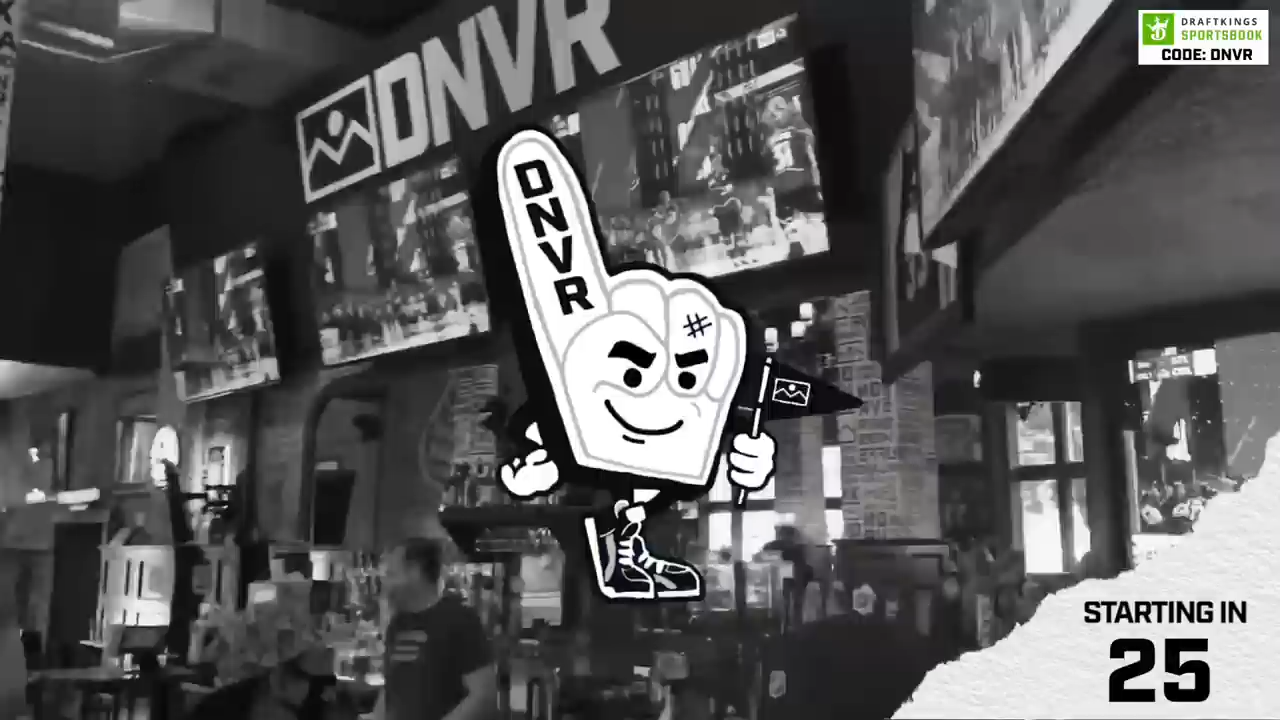 DRAFTKINGS
SPORTSBOOK
CODE: DNVR
DNVR
DNVR
#
STARTING IN
25